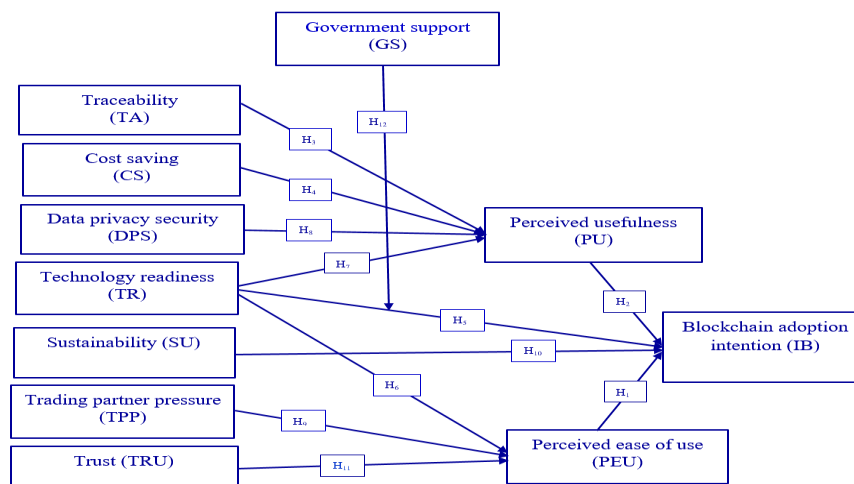 Government support
(GS)
Traceability
(TA)
H₁₂
H₃
Cost saving
(CS)
H₄
Data privacy security
(DPS)
H₈
Perceived usefulness
(PU)
Technology readiness
(TR)
H₇
H₂
H₅
Blockchain adoption
intention (IB)
Sustainability (SU)
H₁₀
H₆
H₁
Trading partner pressure
(TPP)
H₉
Perceived ease of use
(PEU)
Trust (TRU)
H₁₁